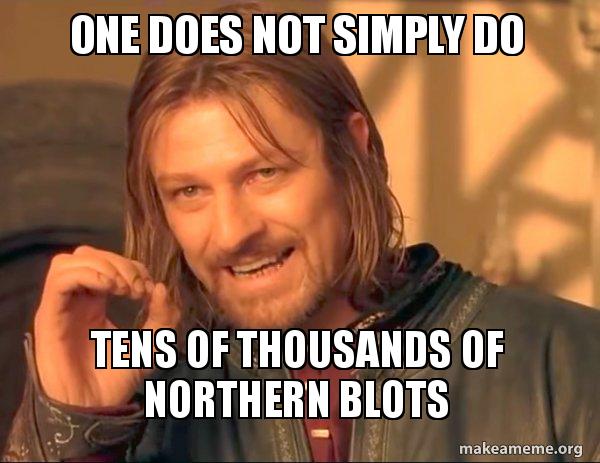 ONE DOES NOT SIMPLY DO
TENS OF THOUSANDS OF
NORTHERN BLOTS
makeameme.org